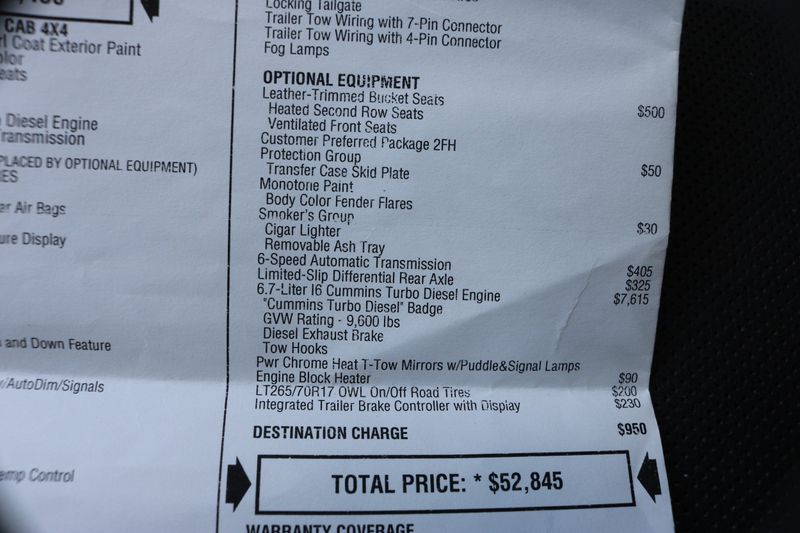 CAB 4X4
Coat Exterior Paint
Diesel Engine
PLACED BY OPTIONAL EQUIPMENT)
Air Bags
Display
and Down Feature
/AutoDim/Signals
Control
Locking Tailgate
Trailer Tow Wiring with 7-Pin Connector
Trailer Tow Wiring with 4-Pin Connector
Fog Lamps
OPTIONAL EQUIPMENT
Leather-Trimmed Bucket Seats $500
Heated Second Row Seats
Ventilated Front Seats
Customer Preferred Package 2FH
Protection Group $50
Transfer Case Skid Plate
Monotone Paint
Body Color Fender Flares
Smoker's Group $30
Cigar Lighter
Removable Ash Tray
6-Speed Automatic Transmission $405
Limited-Slip Differential Rear Axle $325
6.7-Liter I6 Cummins Turbo Diesel Engine $7,615
"Cummins Turbo Diesel" Badge
GVW Rating - 9,600 lbs
Diesel Exhaust Brake
Tow Hooks
Pwr Chrome Heat T-Tow Mirrors w/Puddle&Signal Lamps
Engine Block Heater $90
LT265/70R17 OWL On/Off Road Tires $200
Integrated Trailer Brake Controller with Display $230
DESTINATION CHARGE $950
TOTAL PRICE: * $52,845
WARRANTY COVERAGE